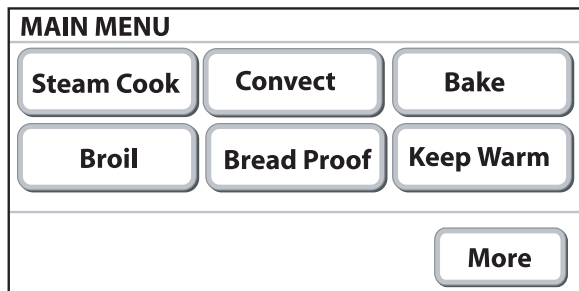 MAIN MENU
Steam Cook Convect Bake
Broil Bread Proof Keep Warm
More